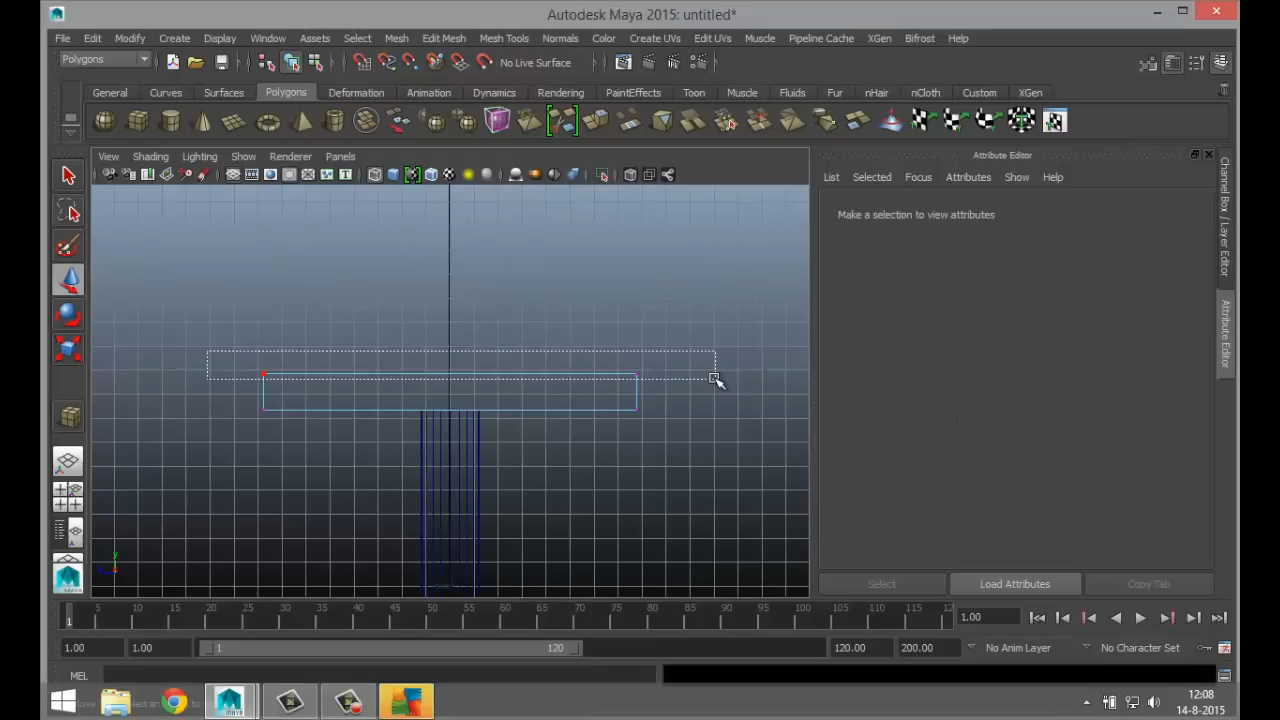 Autodesk Maya 2015: untitled*
File Edit Modify Create Display Window Assets Select Mesh Edit Mesh Mesh Tools Normals Color Create UVs Edit UVs Muscle Pipeline Cache XGen Bifrost Help
Polygons No Live Surface
General Curves Surfaces Polygons Deformation Animation Dynamics Rendering PaintEffects Toon Muscle Fluids Fur nHair nCloth Custom XGen
View Shading Lighting Show Renderer Panels
Attribute Editor
List Selected Focus Attributes Show Help
Make a selection to view attributes
Channel Box / Layer Editor
Attribute Editor
y
Select Load Attributes Copy Tab
5 10 15 20 25 30 35 40 45 50 55 60 65 70 75 80 85 90 95 100 105 110 115 12
1 1.00
1.00 1.00 1 120 120.00 200.00 No Anim Layer No Character Set
MEL
MAYA
12:08
14-8-2015